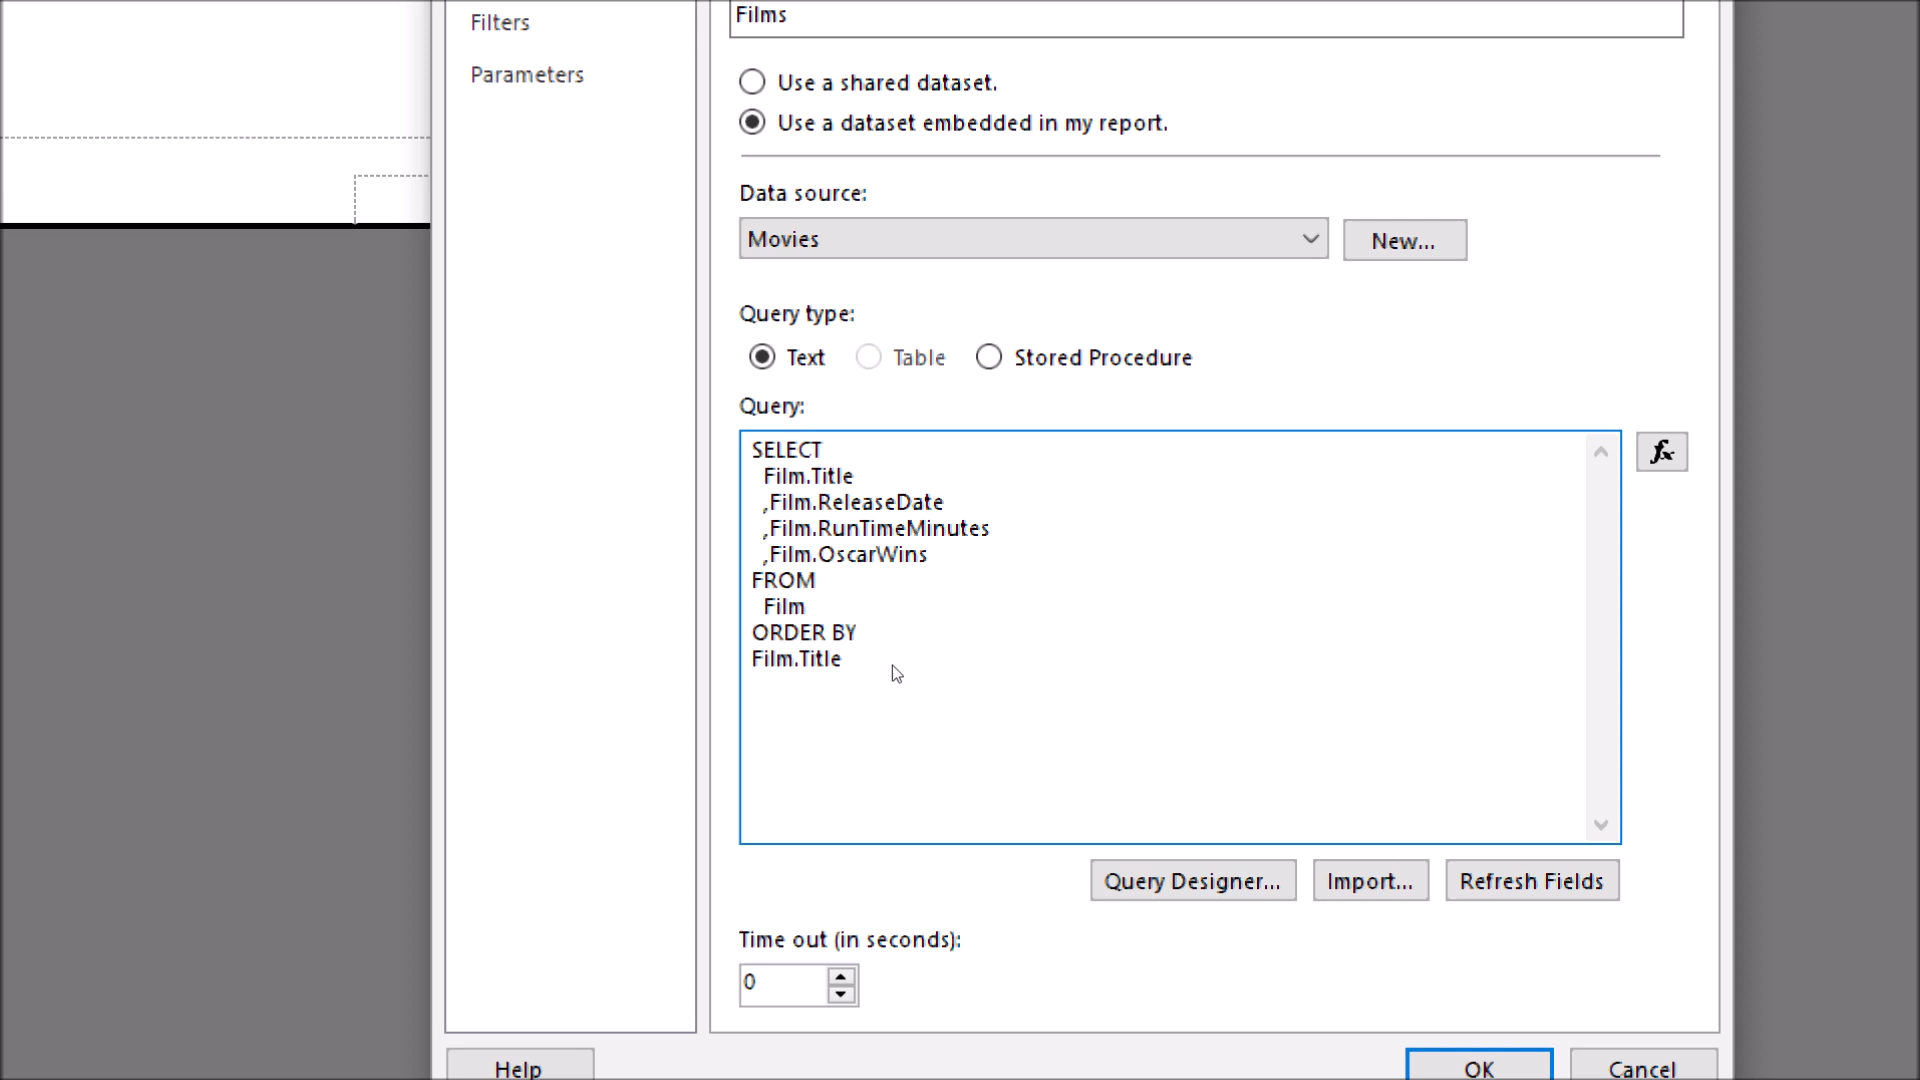 Filters
Parameters
Films
Use a shared dataset.
Use a dataset embedded in my report.
Data source:
Movies
New...
Query type:
Text
Table
Stored Procedure
Query:
SELECT
Film.Title
,Film.ReleaseDate
,Film.RunTimeMinutes
,Film.OscarWins
FROM
Film
ORDER BY
Film.Title
fx
Query Designer...
Import...
Refresh Fields
Time out (in seconds):
0
Help
OK
Cancel